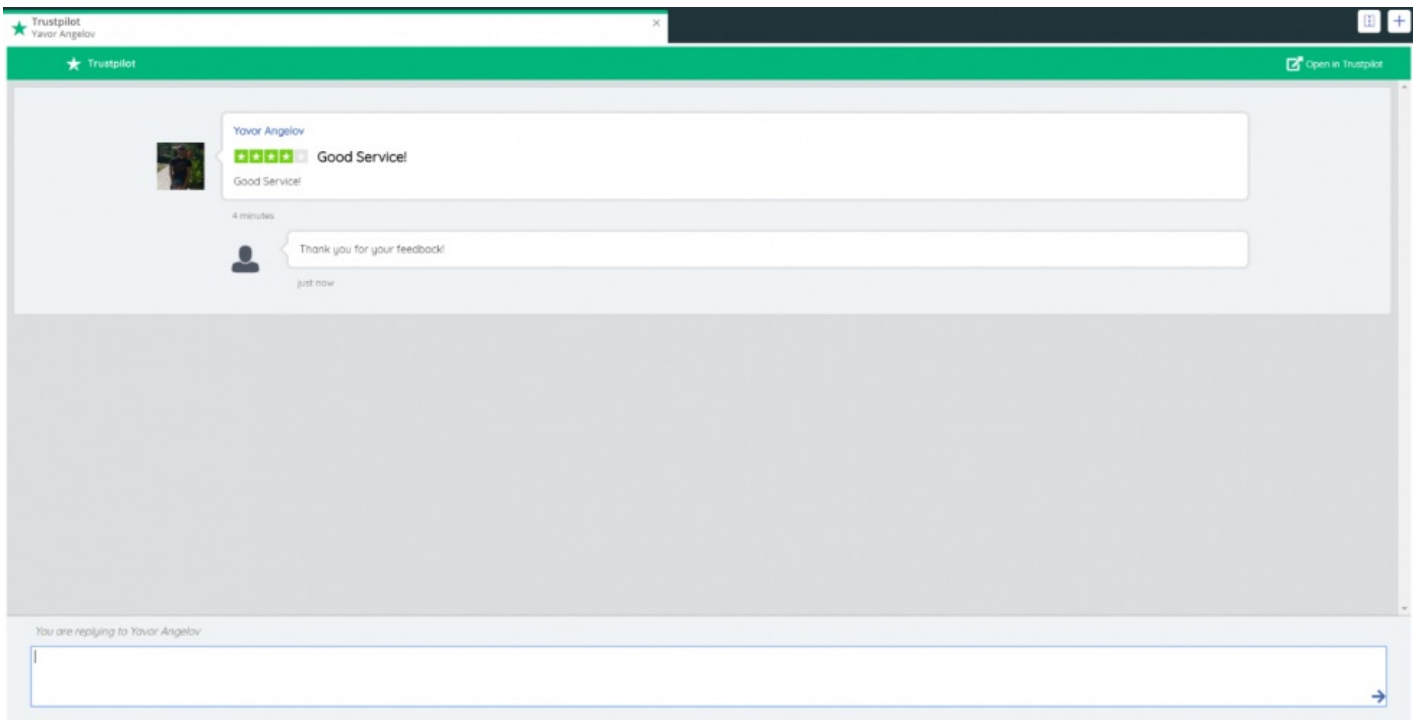 Trustpilot
Yavor Angelov
Trustpilot
Open in Trustpilot
Yavor Angelov
Good Service!
Good Service!
4 minutes
Thank you for your feedback!
just now
You are replying to Yavor Angelov